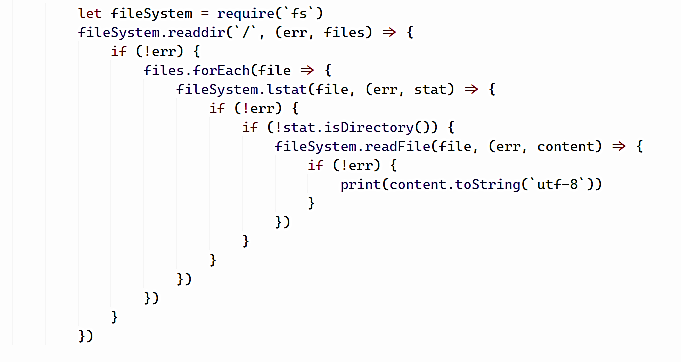 let fileSystem = require(`fs`)
fileSystem.readdir(`/`, (err, files) => {
    if (!err) {
        files.forEach(file => {
            fileSystem.lstat(file, (err, stat) => {
                if (!err) {
                    if (!stat.isDirectory()) {
                        fileSystem.readFile(file, (err, content) => {
                            if (!err) {
                                print(content.toString(`utf-8`))
                            }
                        })
                    }
                }
            })
        })
    }
})